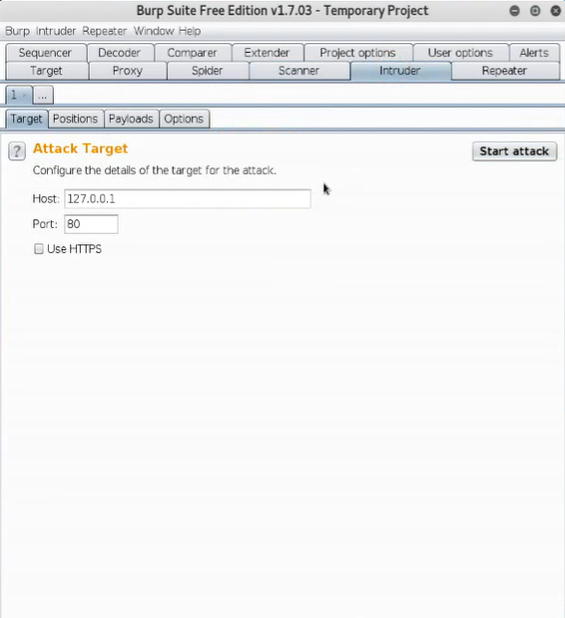 Burp Suite Free Edition v1.7.03 - Temporary Project
Burp Intruder Repeater Window Help
Sequencer Decoder Comparer Extender Project options User options Alerts
Target Proxy Spider Scanner Intruder Repeater
1 × ...
Target Positions Payloads Options
? Attack Target Start attack
Configure the details of the target for the attack.
Host: 127.0.0.1
Port: 80
Use HTTPS